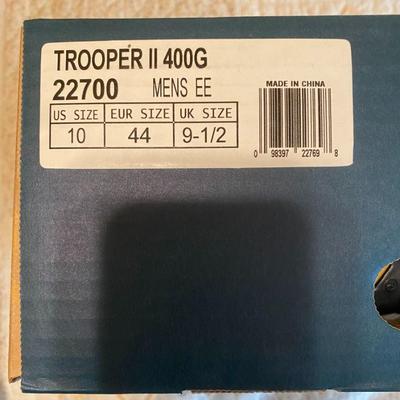 TROOPER II 400G
22700 MENS EE
MADE IN CHINA
US SIZE EUR SIZE UK SIZE
10 44 9-1/2
0 98397 22769 8